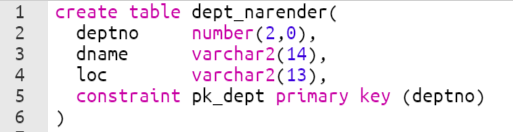 1 create table dept_narender(
2   deptno     number(2,0),
3   dname      varchar2(14),
4   loc        varchar2(13),
5   constraint pk_dept primary key (deptno)
6 )